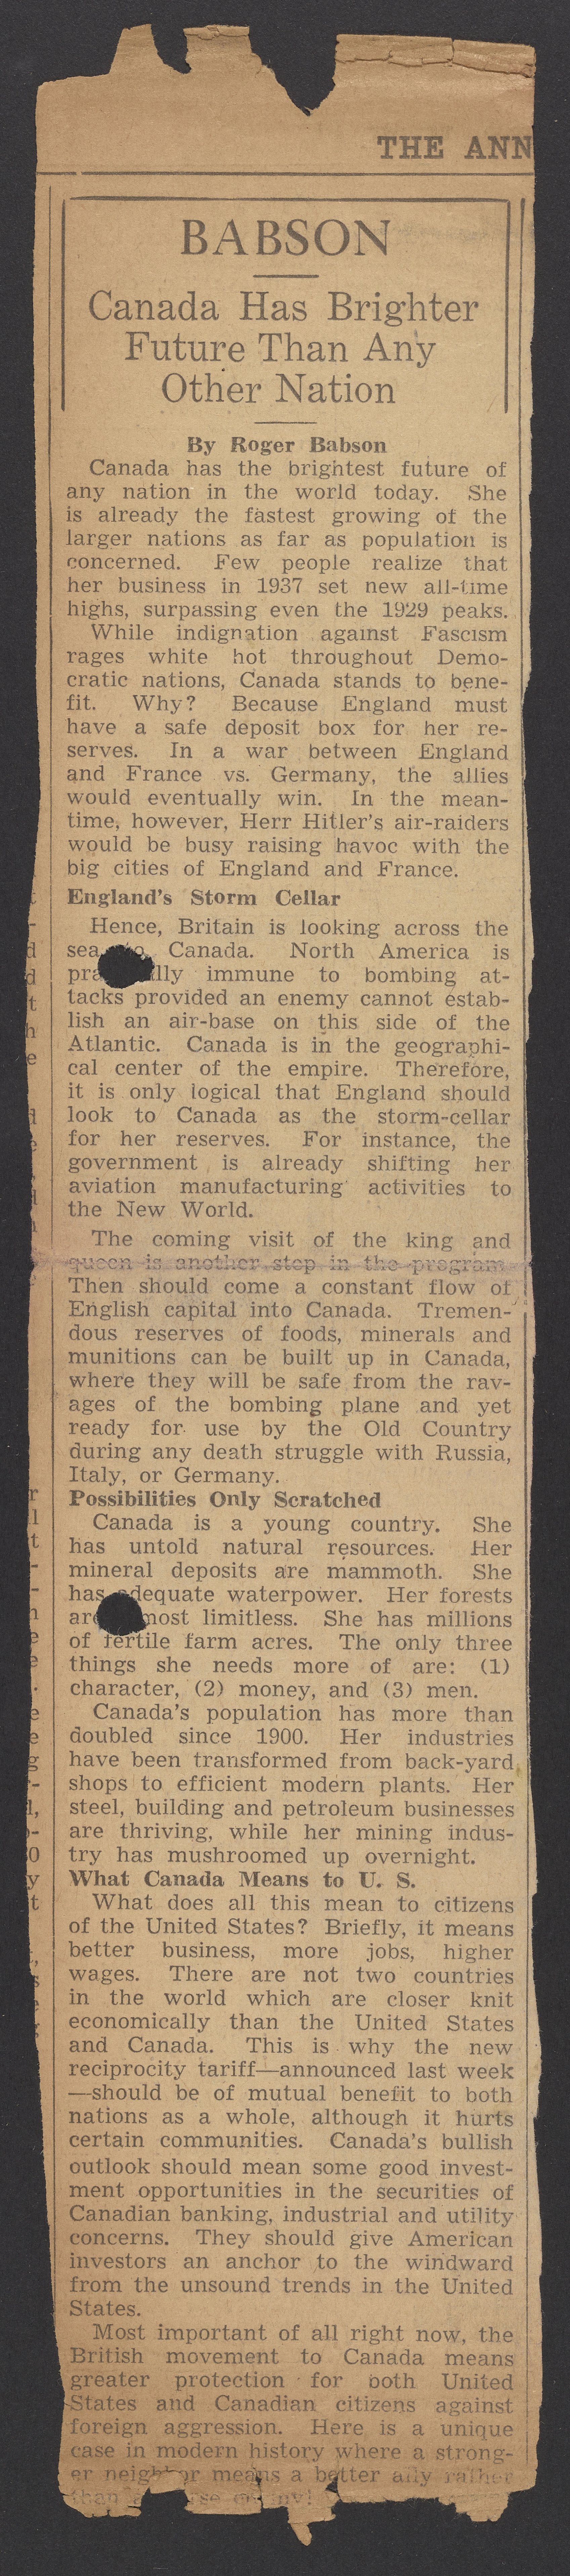 THE ANN
BABSON
Canada Has Brighter
Future Than Any
Other Nation
By Roger Babson
Canada has the brightest future of
any nation in the world today. She
is already the fastest growing of the
larger nations as far as population is
concerned. Few people realize that
her business in 1937 set new all-time
highs, surpassing even the 1929 peaks.
While indignation against Fascism
rages white hot throughout Demo-
cratic nations, Canada stands to bene-
fit. Why? Because England must
have a safe deposit box for her re-
serves. In a war between England
and France vs. Germany, the allies
would eventually win. In the mean-
time, however, Herr Hitler's air-raiders
would be busy raising havoc with the
big cities of England and France.
England's Storm Cellar
Hence, Britain is looking across the
sea Canada. North America is
immune to bombing at-
tacks provided an enemy cannot estab-
lish an air-base on this side of the
Atlantic. Canada is in the geographi-
cal center of the empire. Therefore,
it is only logical that England should
look to Canada as the storm-cellar
for her reserves. For instance, the
government is already shifting her
aviation manufacturing activities to
the New World.
The coming visit of the king and
queen is another step in the program.
Then should come a constant flow of
English capital into Canada. Tremen-
dous reserves of foods, minerals and
munitions can be built up in Canada,
where they will be safe from the rav-
ages of the bombing plane and yet
ready for use by the Old Country
during any death struggle with Russia,
Italy, or Germany.
Possibilities Only Scratched
Canada is a young country. She
has untold natural resources. Her
mineral deposits are mammoth. She
has adequate waterpower. Her forests
are most limitless. She has millions
of fertile farm acres. The only three
things she needs more of are: (1)
character, (2) money, and (3) men.
Canada's population has more than
doubled since 1900. Her industries
have been transformed from back-yard
shops to efficient modern plants. Her
steel, building and petroleum businesses
are thriving, while her mining indus-
try has mushroomed up overnight.
What Canada Means to U. S.
What does all this mean to citizens
of the United States? Briefly, it means
better business, more jobs, higher
wages. There are not two countries
in the world which are closer knit
economically than the United States
and Canada. This is why the new
reciprocity tariff—announced last week
—should be of mutual benefit to both
nations as a whole, although it hurts
certain communities. Canada's bullish
outlook should mean some good invest-
ment opportunities in the securities of
Canadian banking, industrial and utility
concerns. They should give American
investors an anchor to the windward
from the unsound trends in the United
States.
Most important of all right now, the
British movement to Canada means
greater protection for both United
States and Canadian citizens against
foreign aggression. Here is a unique
case in modern history where a strong-
er neighbor means a better ally rather
than a